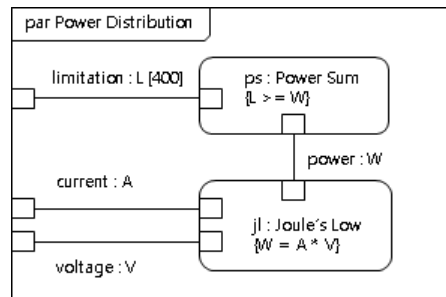 par Power Distribution
limitation : L [400]
ps : Power Sum
{L >= W}
power : W
current : A
jl : Joule's Low
{W = A * V}
voltage : V